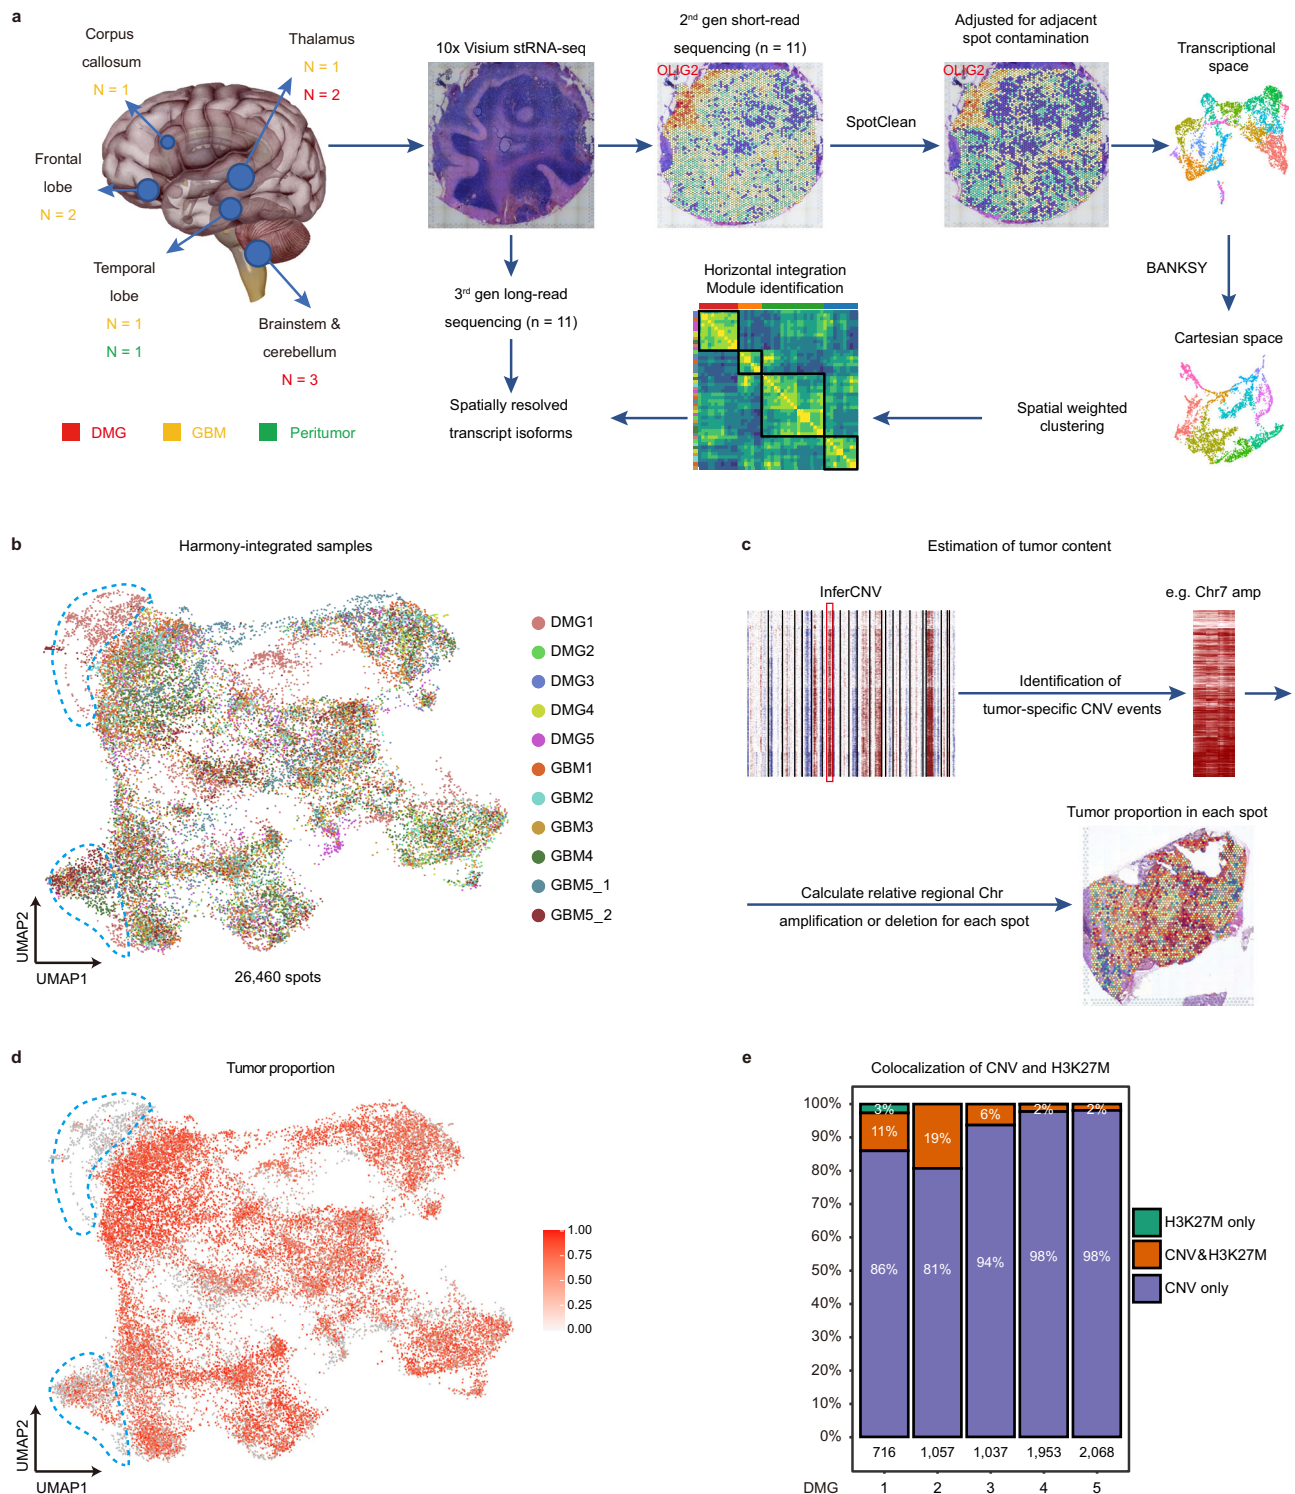 a
Corpus
callosum
N = 1
Thalamus
N = 1
N = 2
Frontal
lobe
N = 2
Temporal
lobe
N = 1
N = 1
Brainstem &
cerebellum
N = 3
DMG
GBM
Peritumor
10x Visium stRNA-seq
2nd gen short-read
sequencing (n = 11)
OLIG2
SpotClean
Adjusted for adjacent
spot contamination
OLIG2
Transcriptional
space
BANKSY
Cartesian space
Spatial weighted
clustering
Horizontal integration
Module identification
3rd gen long-read
sequencing (n = 11)
Spatially resolved
transcript isoforms
b
Harmony-integrated samples
DMG1
DMG2
DMG3
DMG4
DMG5
GBM1
GBM2
GBM3
GBM4
GBM5_1
GBM5_2
UMAP2
UMAP1
26,460 spots
c
Estimation of tumor content
InferCNV
e.g. Chr7 amp
Identification of
tumor-specific CNV events
Tumor proportion in each spot
Calculate relative regional Chr
amplification or deletion for each spot
d
Tumor proportion
1.00
0.75
0.50
0.25
0.00
UMAP2
UMAP1
e
Colocalization of CNV and H3K27M
100%
90%
80%
70%
60%
50%
40%
30%
20%
10%
0%
3%
11%
86%
19%
81%
6%
94%
2%
98%
2%
98%
716
1,057
1,037
1,953
2,068
DMG
1
2
3
4
5
H3K27M only
CNV&H3K27M
CNV only